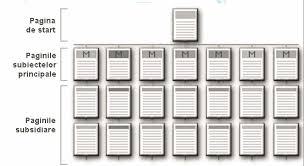 Pagina
de start
Paginile
subiectelor
principale
M M M M M M M
Paginile
subsidiare